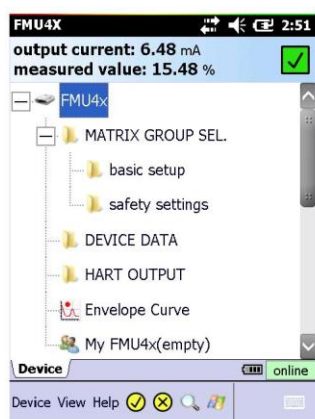 FMU4X 2:51
output current: 6.48 mA
measured value: 15.48 %
FMU4x
MATRIX GROUP SEL.
basic setup
safety settings
DEVICE DATA
HART OUTPUT
Envelope Curve
My FMU4x(empty)
Device online
Device View Help